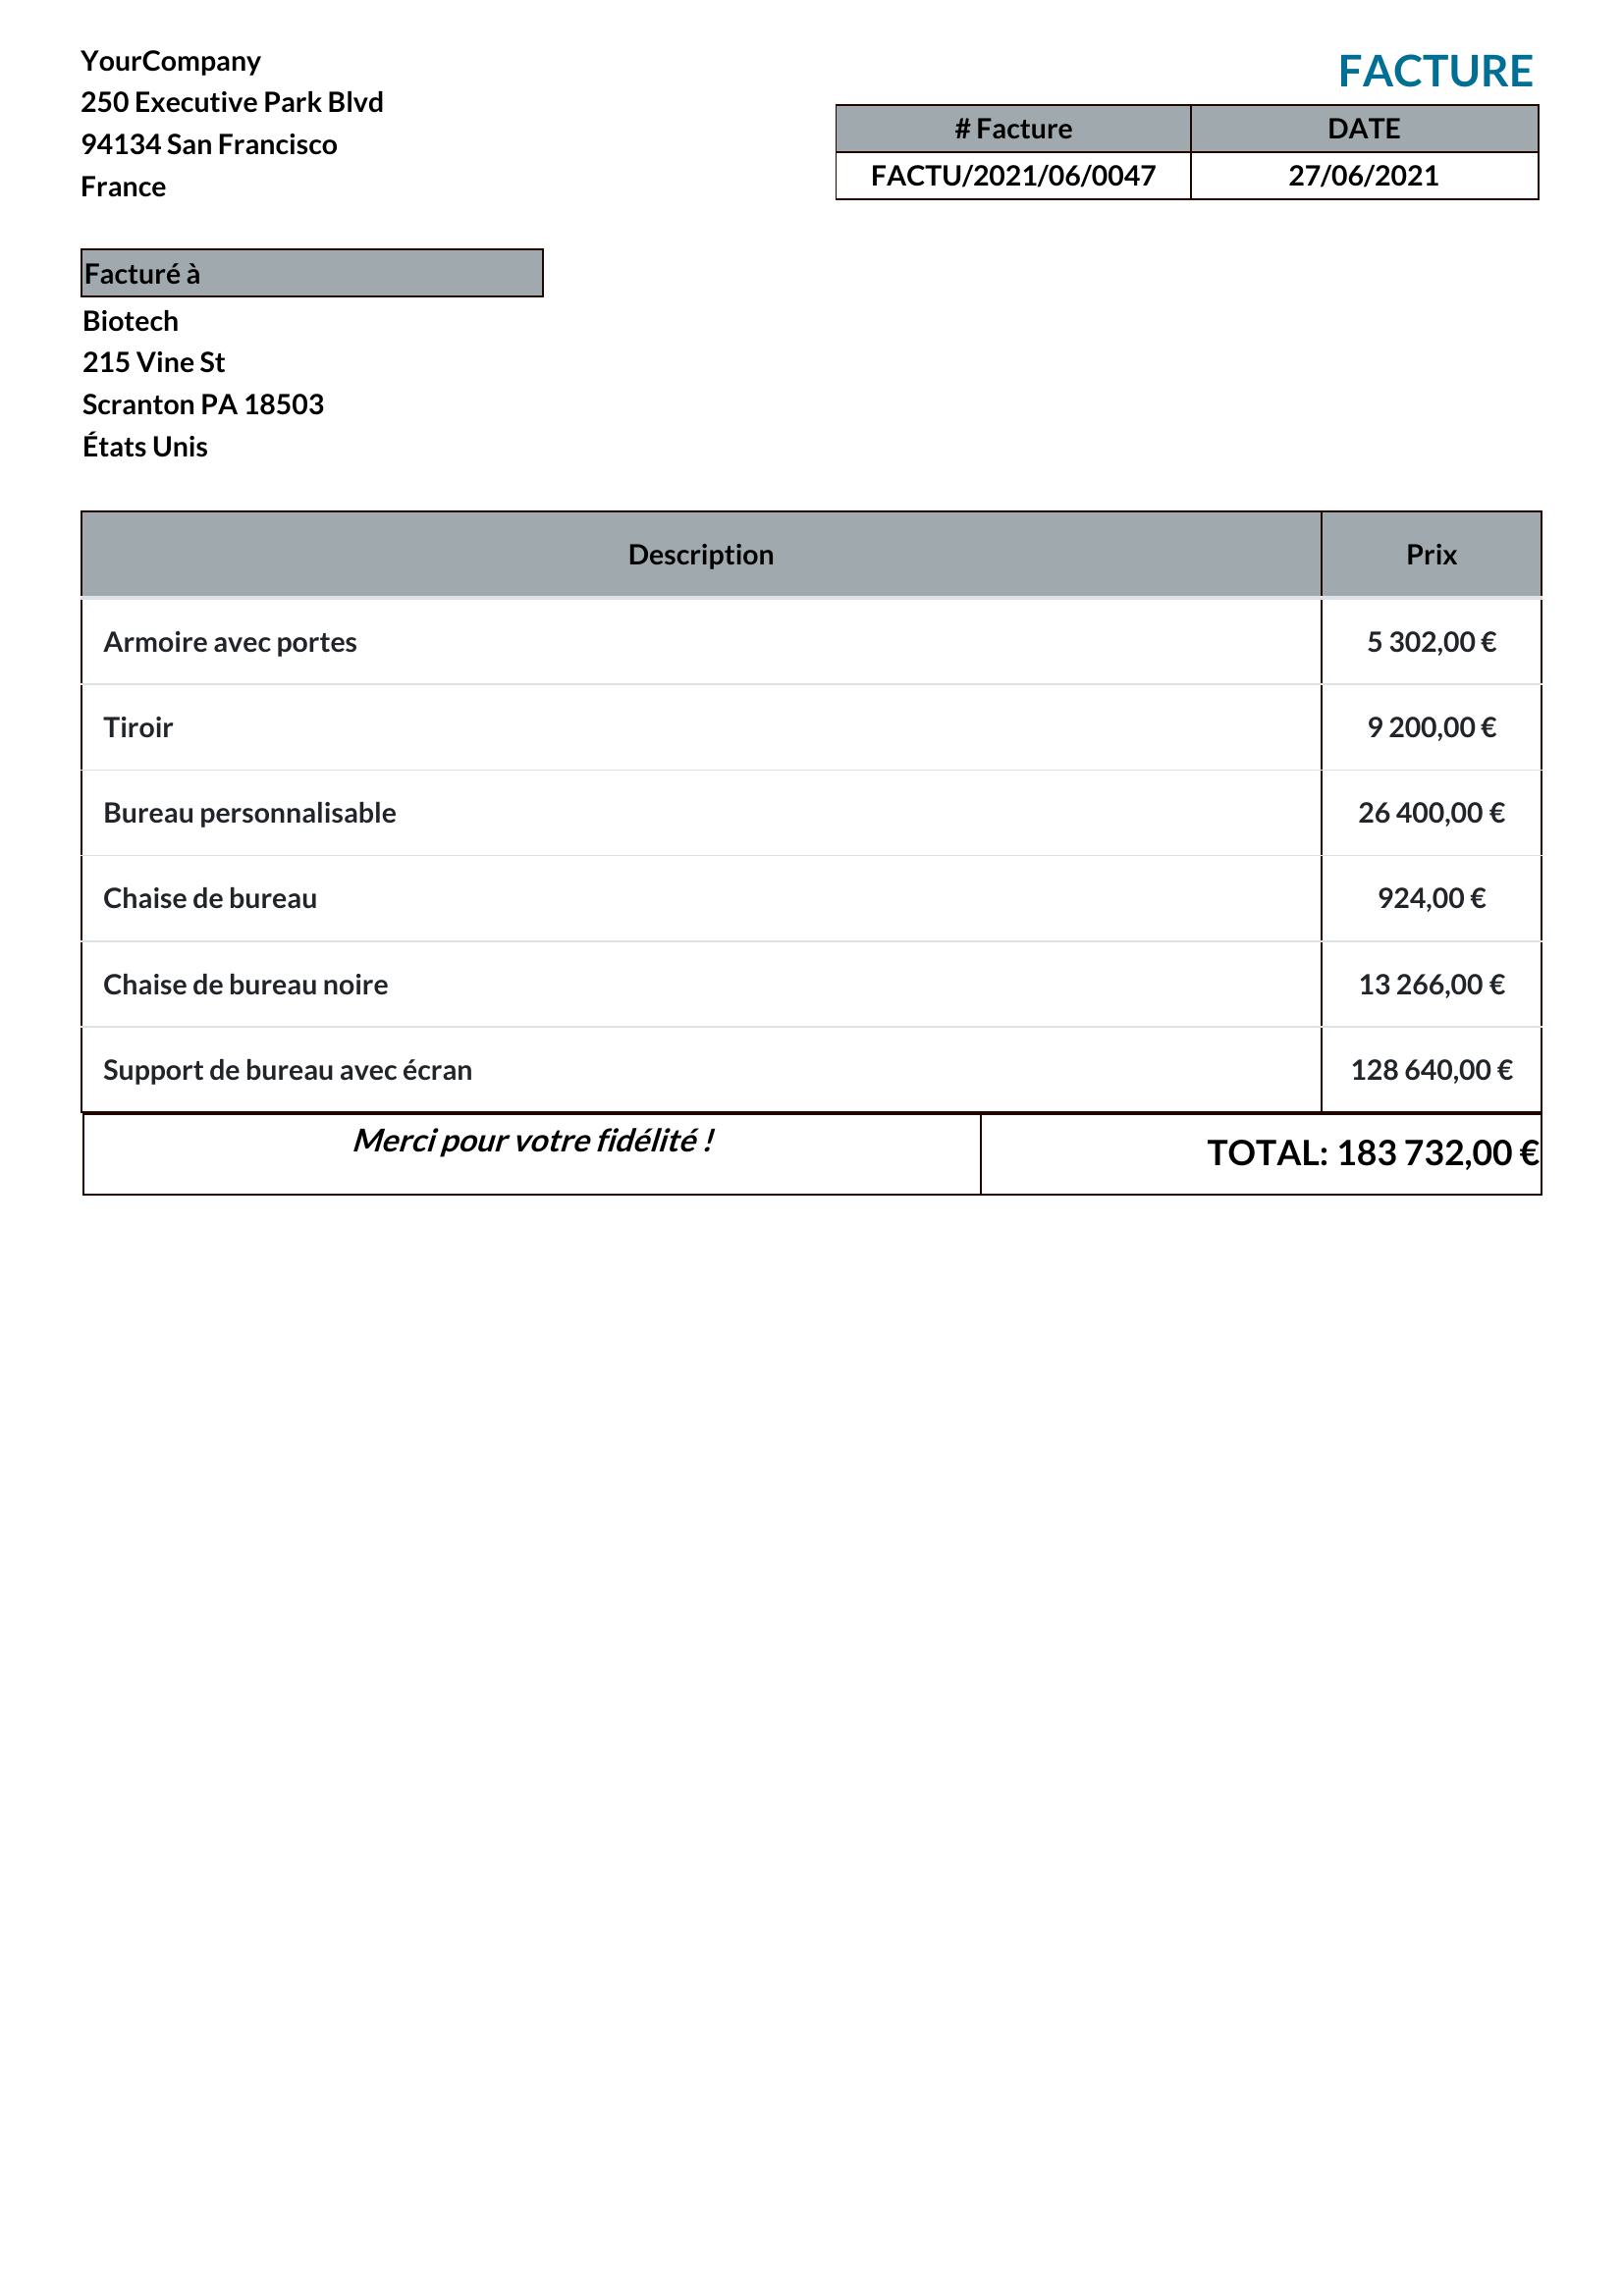 YourCompany
250 Executive Park Blvd
94134 San Francisco
France
FACTURE
# Facture DATE
FACTU/2021/06/0047 27/06/2021
Facturé à
Biotech
215 Vine St
Scranton PA 18503
États Unis
Description Prix
Armoire avec portes 5 302,00 €
Tiroir 9 200,00 €
Bureau personnalisable 26 400,00 €
Chaise de bureau 924,00 €
Chaise de bureau noire 13 266,00 €
Support de bureau avec écran 128 640,00 €
Merci pour votre fidélité !
TOTAL: 183 732,00 €